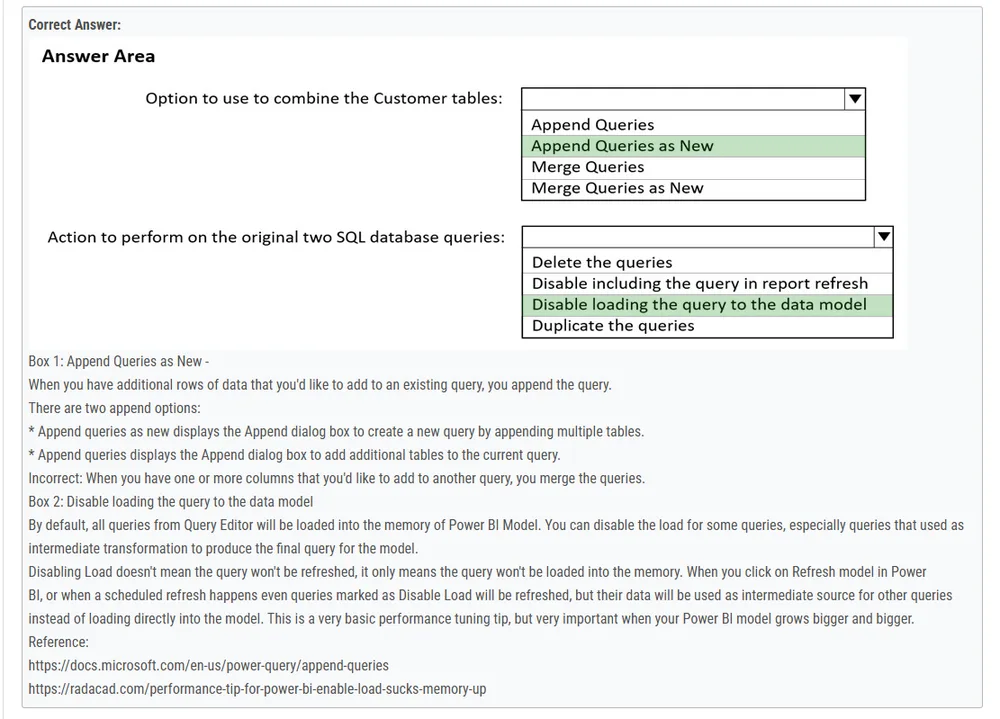 Correct Answer:
Answer Area
Option to use to combine the Customer tables:
Append Queries
Append Queries as New
Merge Queries
Merge Queries as New
Action to perform on the original two SQL database queries:
Delete the queries
Disable including the query in report refresh
Disable loading the query to the data model
Duplicate the queries
Box 1: Append Queries as New -
When you have additional rows of data that you'd like to add to an existing query, you append the query.
There are two append options:
* Append queries as new displays the Append dialog box to create a new query by appending multiple tables.
* Append queries displays the Append dialog box to add additional tables to the current query.
Incorrect: When you have one or more columns that you'd like to add to another query, you merge the queries.
Box 2: Disable loading the query to the data model
By default, all queries from Query Editor will be loaded into the memory of Power BI Model. You can disable the load for some queries, especially queries that used as
intermediate transformation to produce the final query for the model.
Disabling Load doesn't mean the query won't be refreshed, it only means the query won't be loaded into the memory. When you click on Refresh model in Power
BI, or when a scheduled refresh happens even queries marked as Disable Load will be refreshed, but their data will be used as intermediate source for other queries
instead of loading directly into the model. This is a very basic performance tuning tip, but very important when your Power BI model grows bigger and bigger.
Reference:
https://docs.microsoft.com/en-us/power-query/append-queries
https://radacad.com/performance-tip-for-power-bi-enable-load-sucks-memory-up